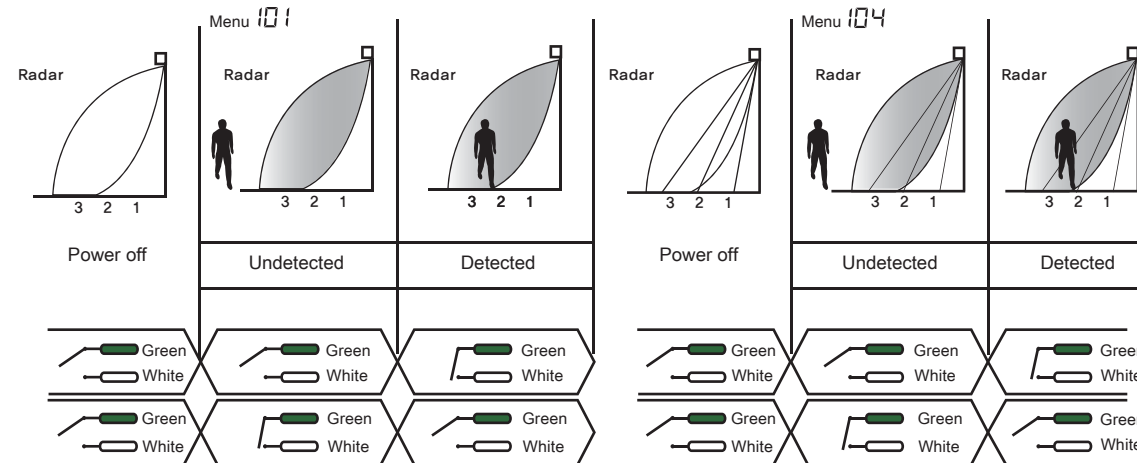 Menu 101
Radar
3 2 1
Power off
Radar
3 2 1
Undetected
Radar
3 2 1
Detected
Green
White
Green
White
Green
White
Green
White
Green
White
Green
White
Menu 104
Radar
3 2 1
Power off
Radar
3 2 1
Undetected
Radar
3 2 1
Detected
Green
White
Green
White
Green
White
Green
White
Green
White
Green
White